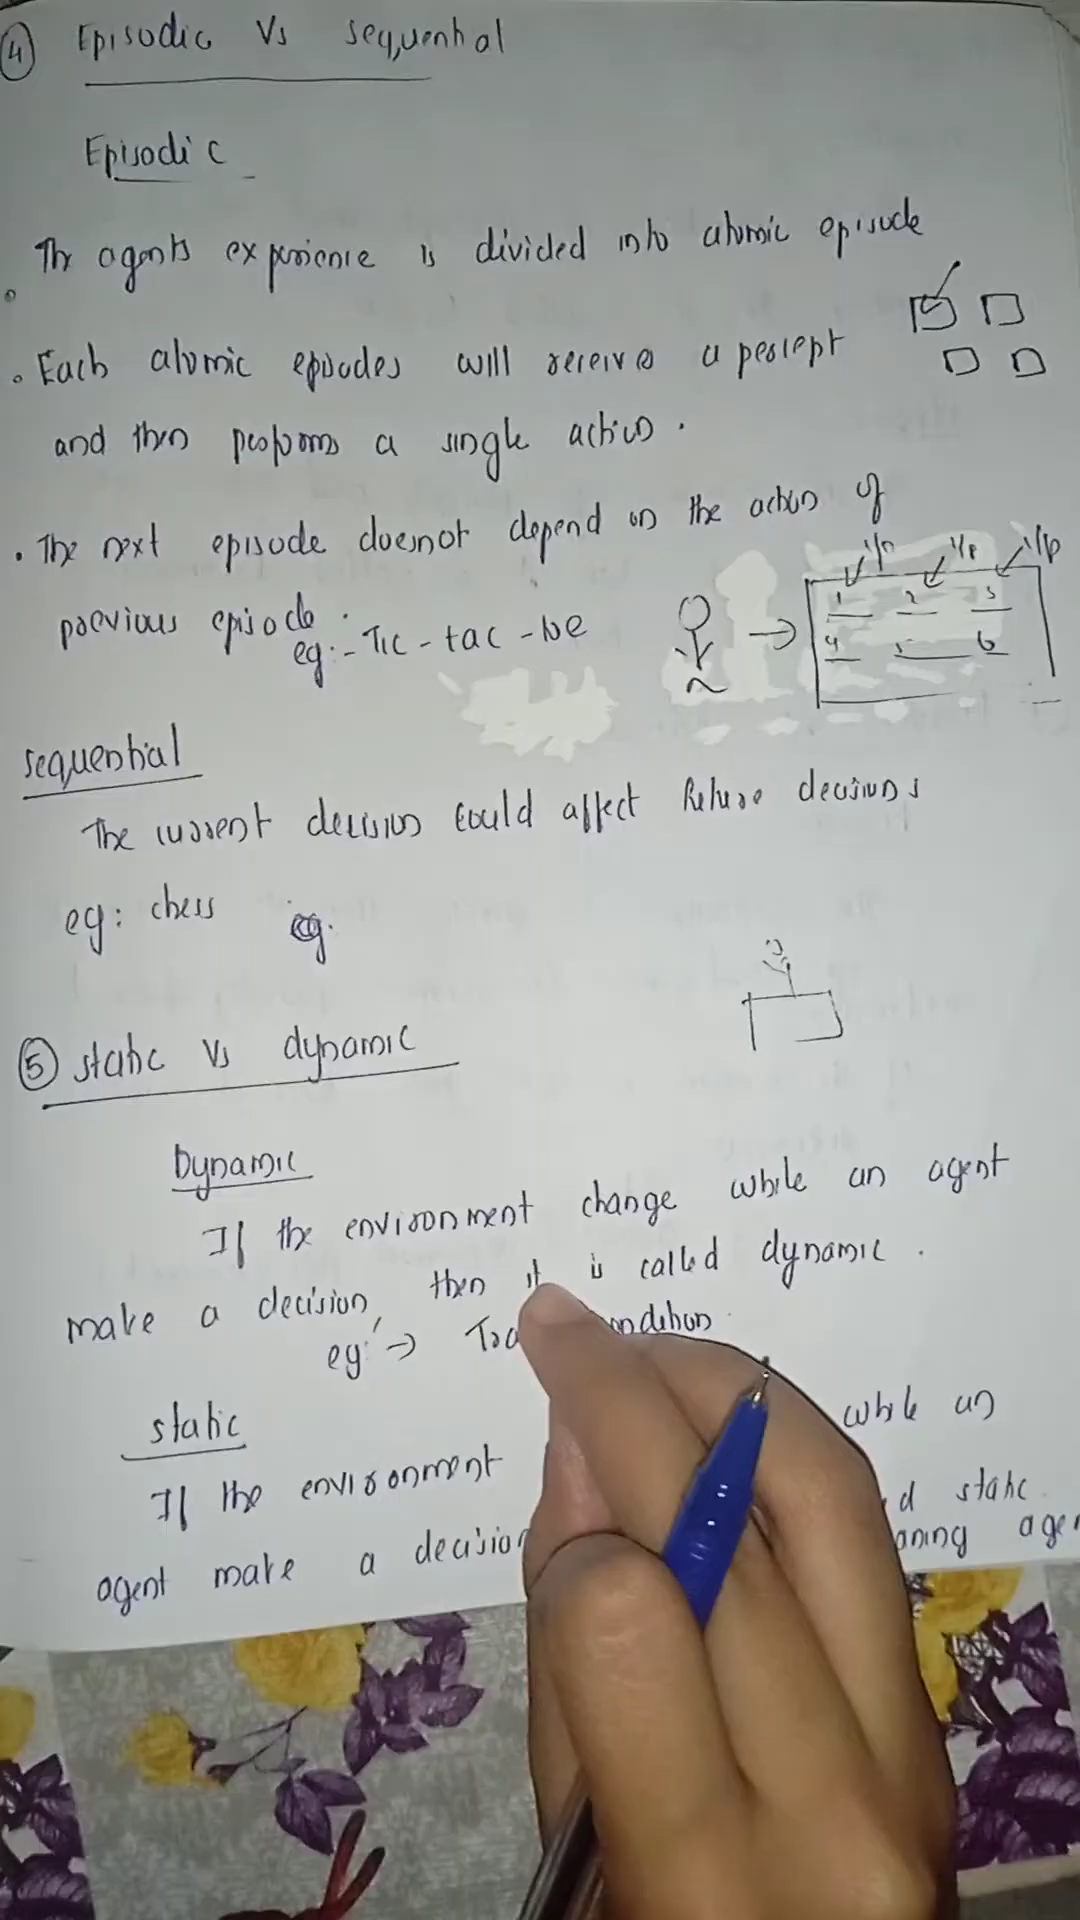 4 Episodic Vs sequential
Episodic
The agents experience is divided into atomic episode
• Each atomic episodes will receives a percept
and then performs a single action.
• The next episode doesnot depend on the action of
previous episode.
eg:- Tic-tac-toe
i/p i/p i/p
1 2 3
4 5 6
sequential
The current decision could affect future decisions
eg: chess eg.
5 static Vs dynamic
Dynamic
If the environment change while an agent
make a decision, then it is called dynamic.
eg: →
static
If the environment while an
agent make a decision static.